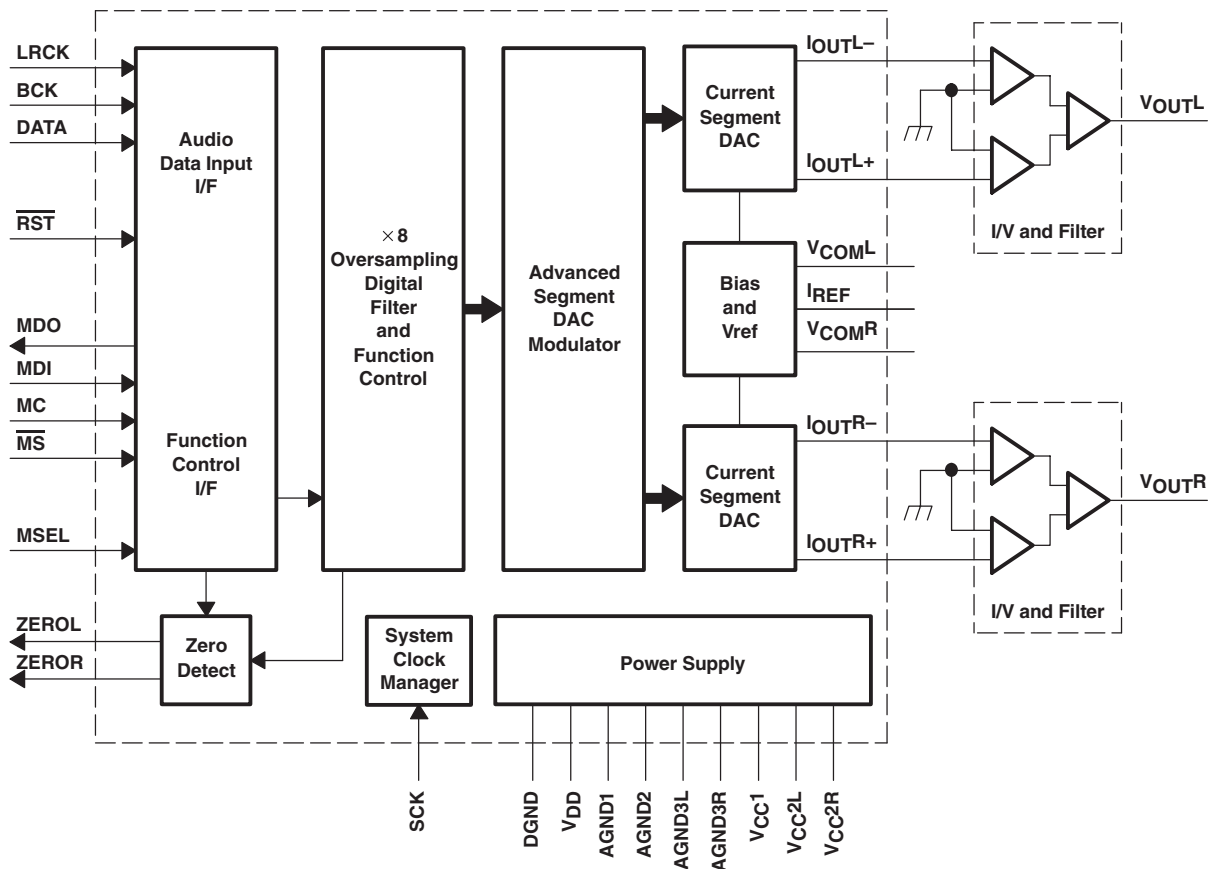 LRCK
BCK
DATA
RST
MDO
MDI
MC
MS
MSEL
ZEROL
ZEROR
Audio
Data Input
I/F
Function
Control
I/F
×8
Oversampling
Digital
Filter
and
Function
Control
Advanced
Segment
DAC
Modulator
Current
Segment
DAC
Bias
and
Vref
Current
Segment
DAC
IOUTL–
IOUTL+
VCOML
IREF
VCOMR
IOUTR–
IOUTR+
I/V and Filter
VOUTL
I/V and Filter
VOUTR
Zero
Detect
System
Clock
Manager
Power Supply
SCK
DGND
VDD
AGND1
AGND2
AGND3L
AGND3R
VCC1
VCC2L
VCC2R